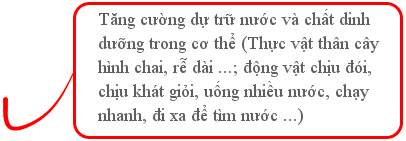 Tăng cường dự trữ nước và chất dinh
dưỡng trong cơ thể (Thực vật thân cây
hình chai, rễ dài ...; động vật chịu đói,
chịu khát giỏi, uống nhiều nước, chạy
nhanh, đi xa để tìm nước ...)